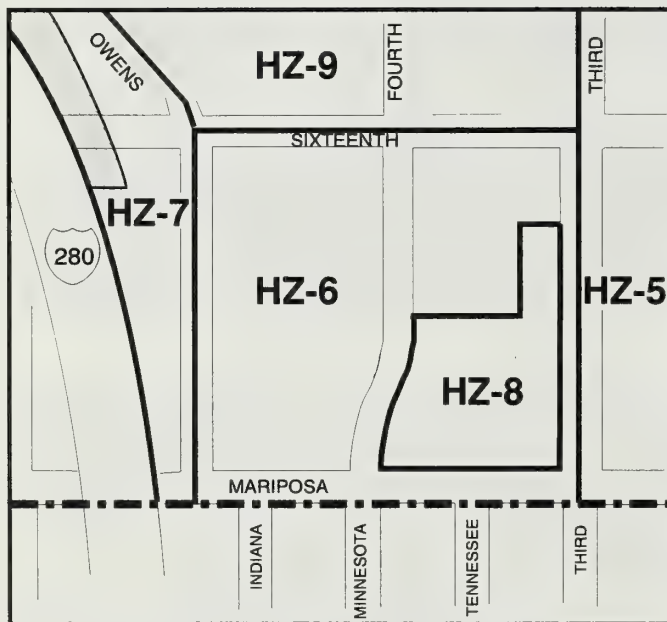 OWENS
HZ-9
FOURTH
THIRD
SIXTEENTH
HZ-7
280
HZ-6
HZ-5
HZ-8
MARIPOSA
INDIANA
MINNESOTA
TENNESSEE
THIRD